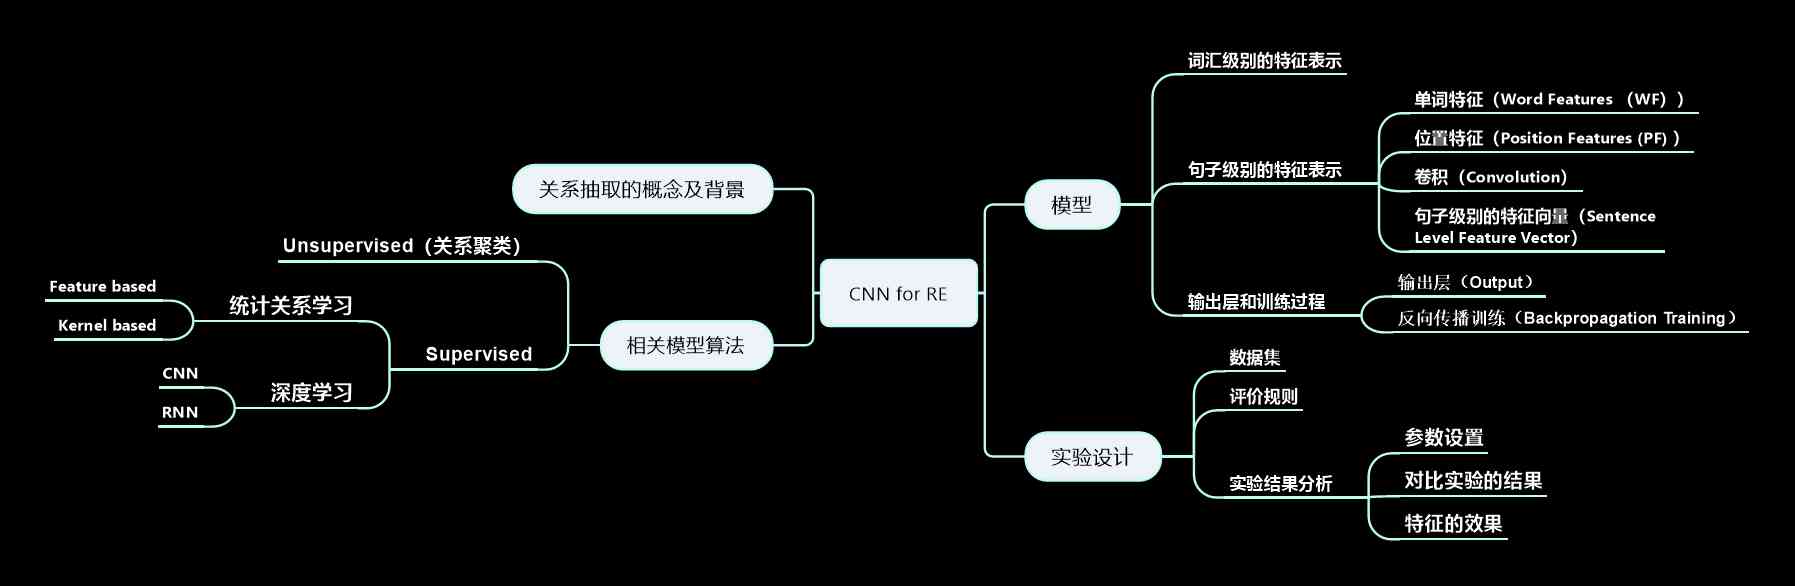 CNN for RE
关系抽取的概念及背景
相关模型算法
Unsupervised（关系聚类）
Supervised
统计关系学习
Feature based
Kernel based
深度学习
CNN
RNN
模型
词汇级别的特征表示
句子级别的特征表示
单词特征（Word Features （WF））
位置特征（Position Features (PF) ）
卷积（Convolution）
句子级别的特征向量（Sentence
Level Feature Vector）
输出层和训练过程
输出层（Output）
反向传播训练（Backpropagation Training）
实验设计
数据集
评价规则
实验结果分析
参数设置
对比实验的结果
特征的效果